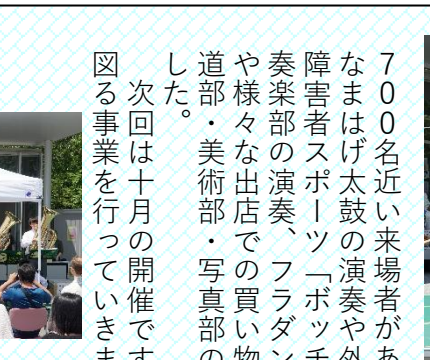 700名近い来場者があ
なまはげ太鼓の演奏や外
障害者スポーツ「ボッチ
奏楽部の演奏、フラダン
や様々な出店での買い物
道部・美術部・写真部の
した。
次回は十月の開催です
図る事業を行っていきま